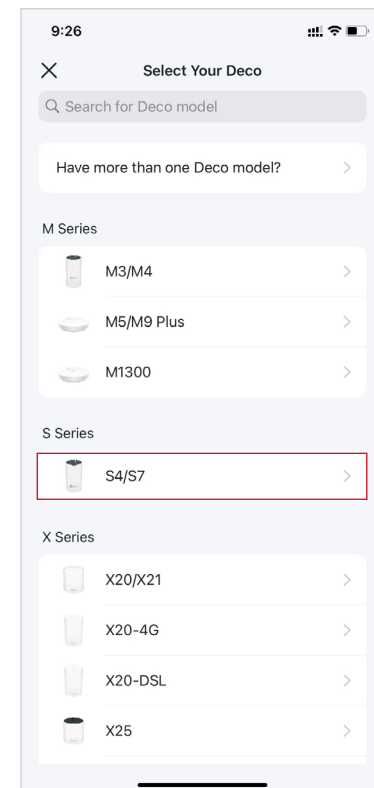 9:26
Select Your Deco
Search for Deco model
Have more than one Deco model?
M Series
M3/M4
M5/M9 Plus
M1300
S Series
S4/S7
X Series
X20/X21
X20-4G
X20-DSL
X25